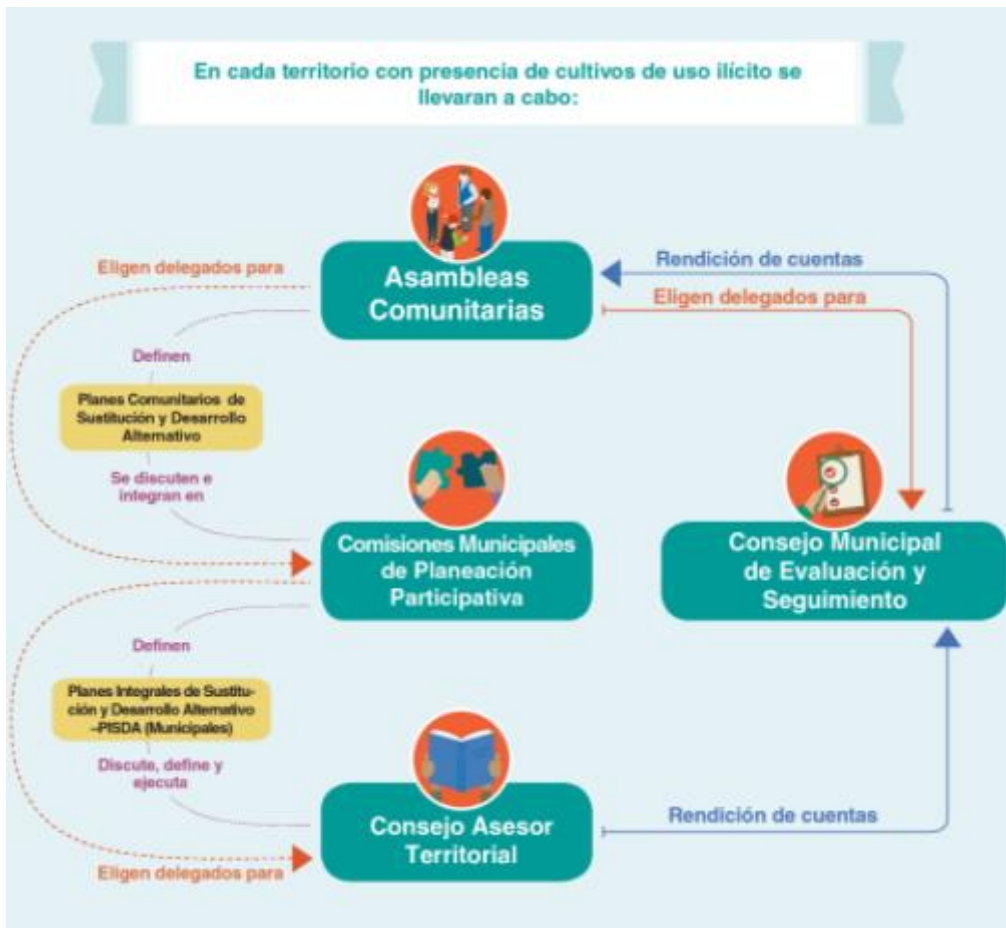 En cada territorio con presencia de cultivos de uso ilícito se
llevaran a cabo:
Asambleas
Comunitarias
Eligen delegados para
Rendición de cuentas
Eligen delegados para
Definen
Planes Comunitarios de
Sustitución y Desarrollo
Alternativo
Se discuten e
integran en
Comisiones Municipales
de Planeación
Participativa
Consejo Municipal
de Evaluación y
Seguimiento
Definen
Planes Integrales de Sustitu-
ción y Desarrollo Alternativo
–PISDA (Municipales)
Discute, define y
ejecuta
Consejo Asesor
Territorial
Rendición de cuentas
Eligen delegados para